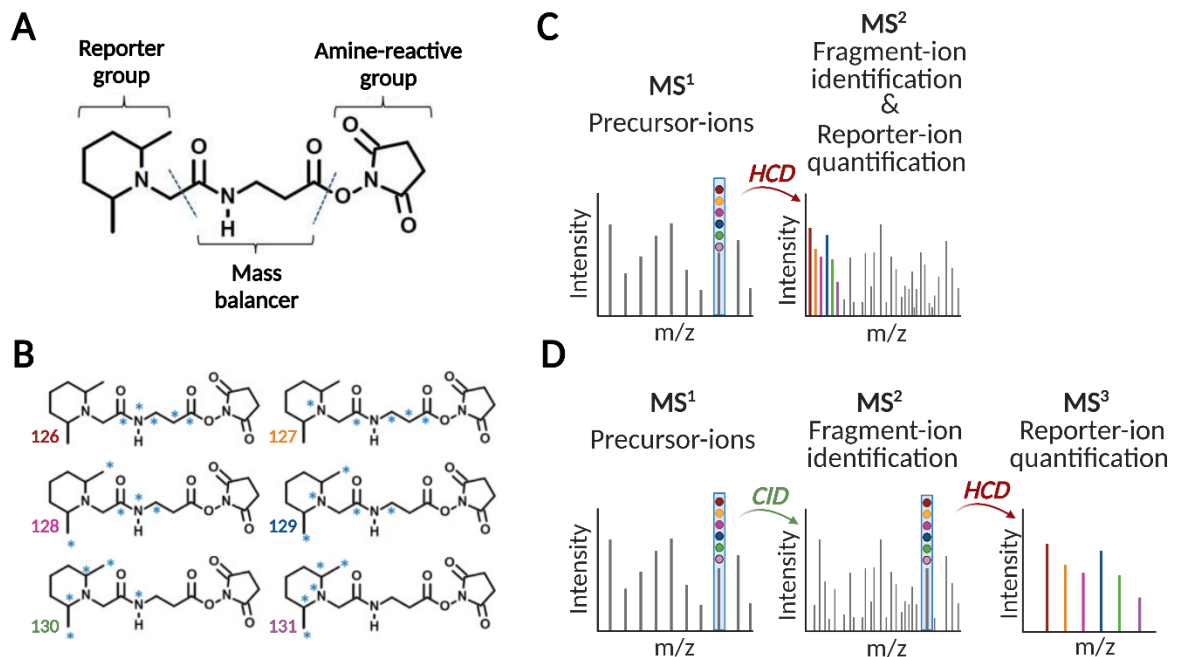 A
Reporter
group
Amine-reactive
group
O
O
O
N
N
H
O
N
O
Mass
balancer
B
O
*
O
O
N
*
N
H
*
*
O
N
O
126
O
O
O
*
N
*
N
H
*
*
*
O
N
O
127
*
O
*
O
O
N
*
N
H
*
O
N
O
128
*
*
O
O
O
*
N
*
N
H
*
O
N
O
129
*
*
*
O
O
O
*
N
*
N
H
O
N
O
130
*
*
*
O
O
O
*
*
N
N
H
O
N
O
131
*
C
MS1
Precursor-ions
HCD
MS2
Fragment-ion
identification
&
Reporter-ion
quantification
Intensity
m/z
Intensity
m/z
D
MS1
Precursor-ions
CID
MS2
Fragment-ion
identification
HCD
MS3
Reporter-ion
quantification
Intensity
m/z
Intensity
m/z
Intensity
m/z